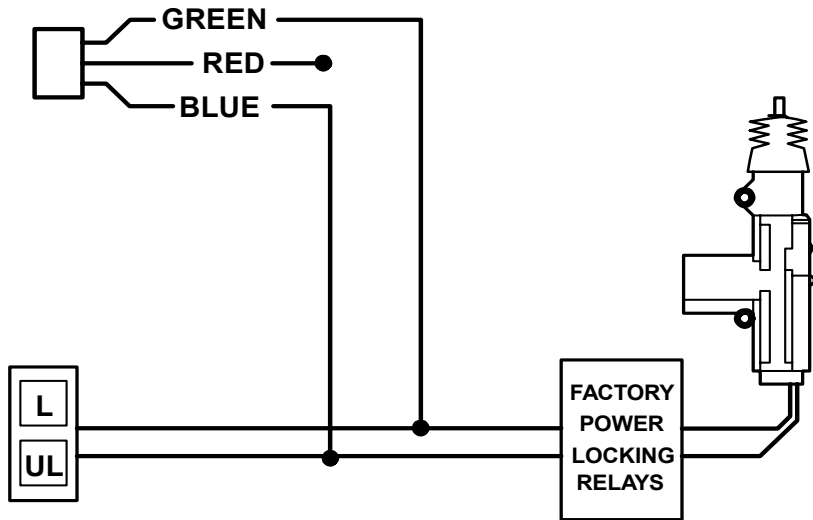 GREEN
RED
BLUE
L
UL
FACTORY
POWER
LOCKING
RELAYS